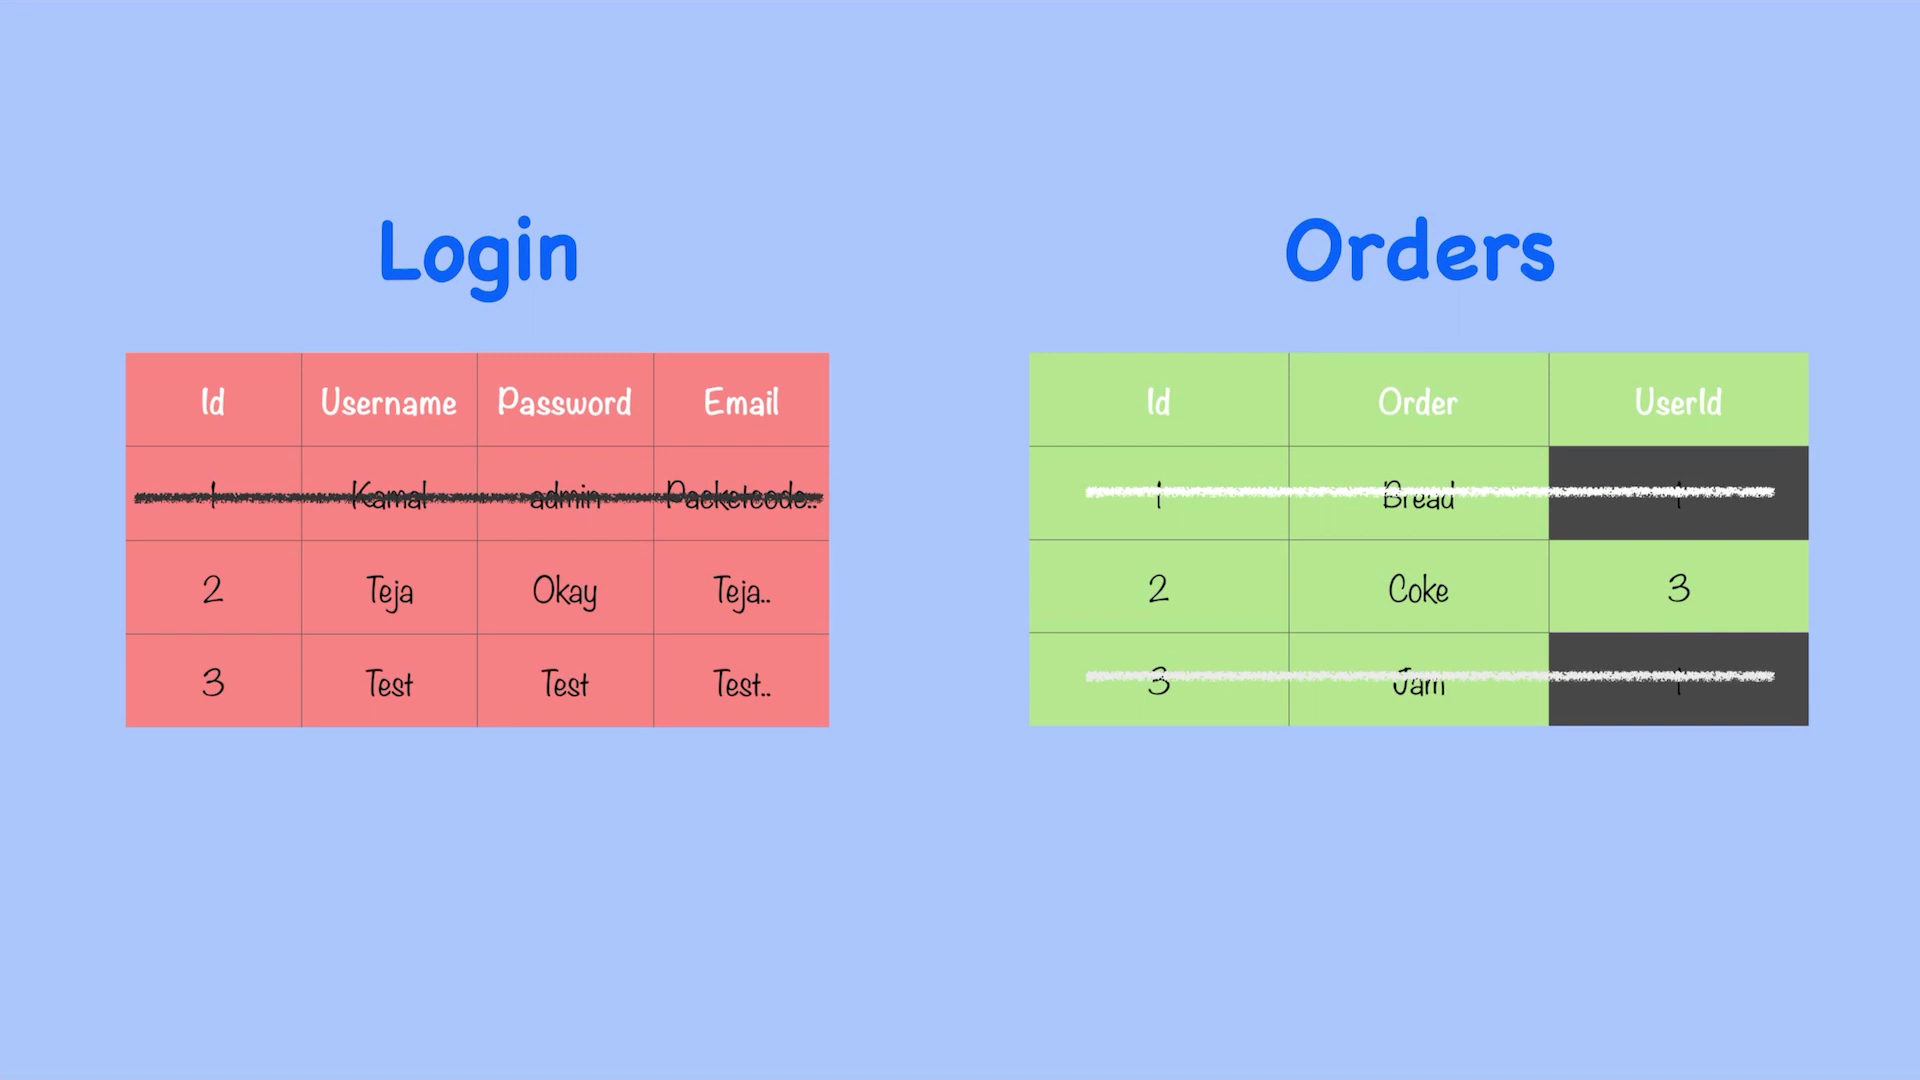 Login
Orders
Id Username Password Email
1 Kamal admin Packetcode..
2 Teja Okay Teja..
3 Test Test Test..
Id Order UserId
1 Bread 1
2 Coke 3
3 Jam 1